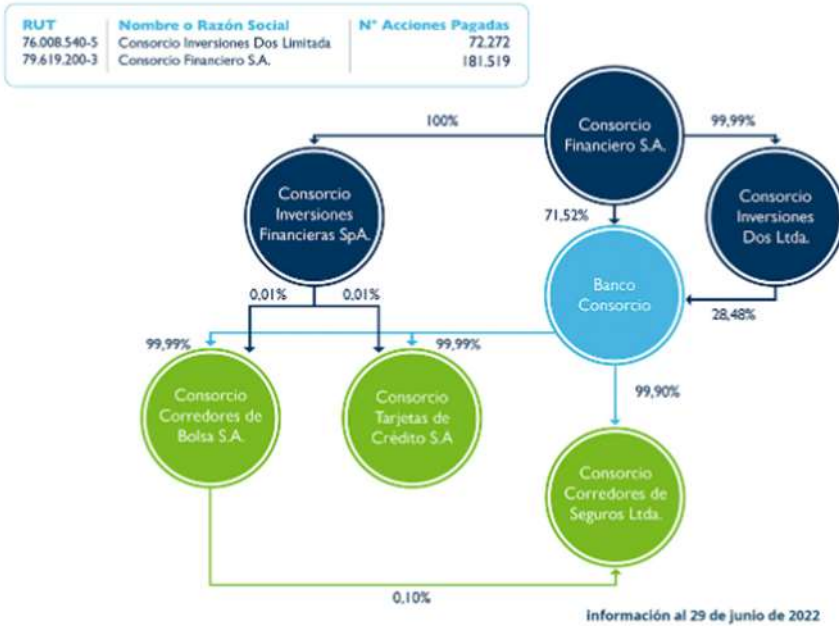 RUT Nombre o Razón Social N° Acciones Pagadas
76.008.540-5 Consorcio Inversiones Dos Limitada 72.272
79.619.200-3 Consorcio Financiero S.A. 181.519
100%
Consorcio
Financiero S.A.
99,99%
Consorcio
Inversiones
Financieras SpA.
71,52%
Consorcio
Inversiones
Dos Ltda.
Banco
Consorcio
0,01%
0,01%
28,48%
99,99%
99,99%
99,90%
Consorcio
Corredores de
Bolsa S.A.
Consorcio
Tarjetas de
Crédito S.A
Consorcio
Corredores de
Seguros Ltda.
0,10%
información al 29 de junio de 2022